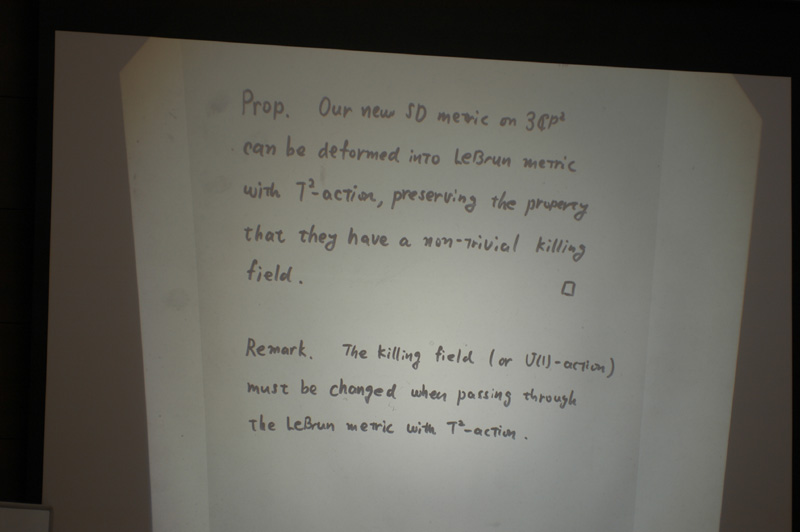 Prop. Our new SD metric on 3ℂP²
can be deformed into LeBrun metric
with T²-action, preserving the property
that they have a non-trivial killing
field. □
Remark. The killing field (or U(1)-action)
must be changed when passing through
the LeBrun metric with T²-action.